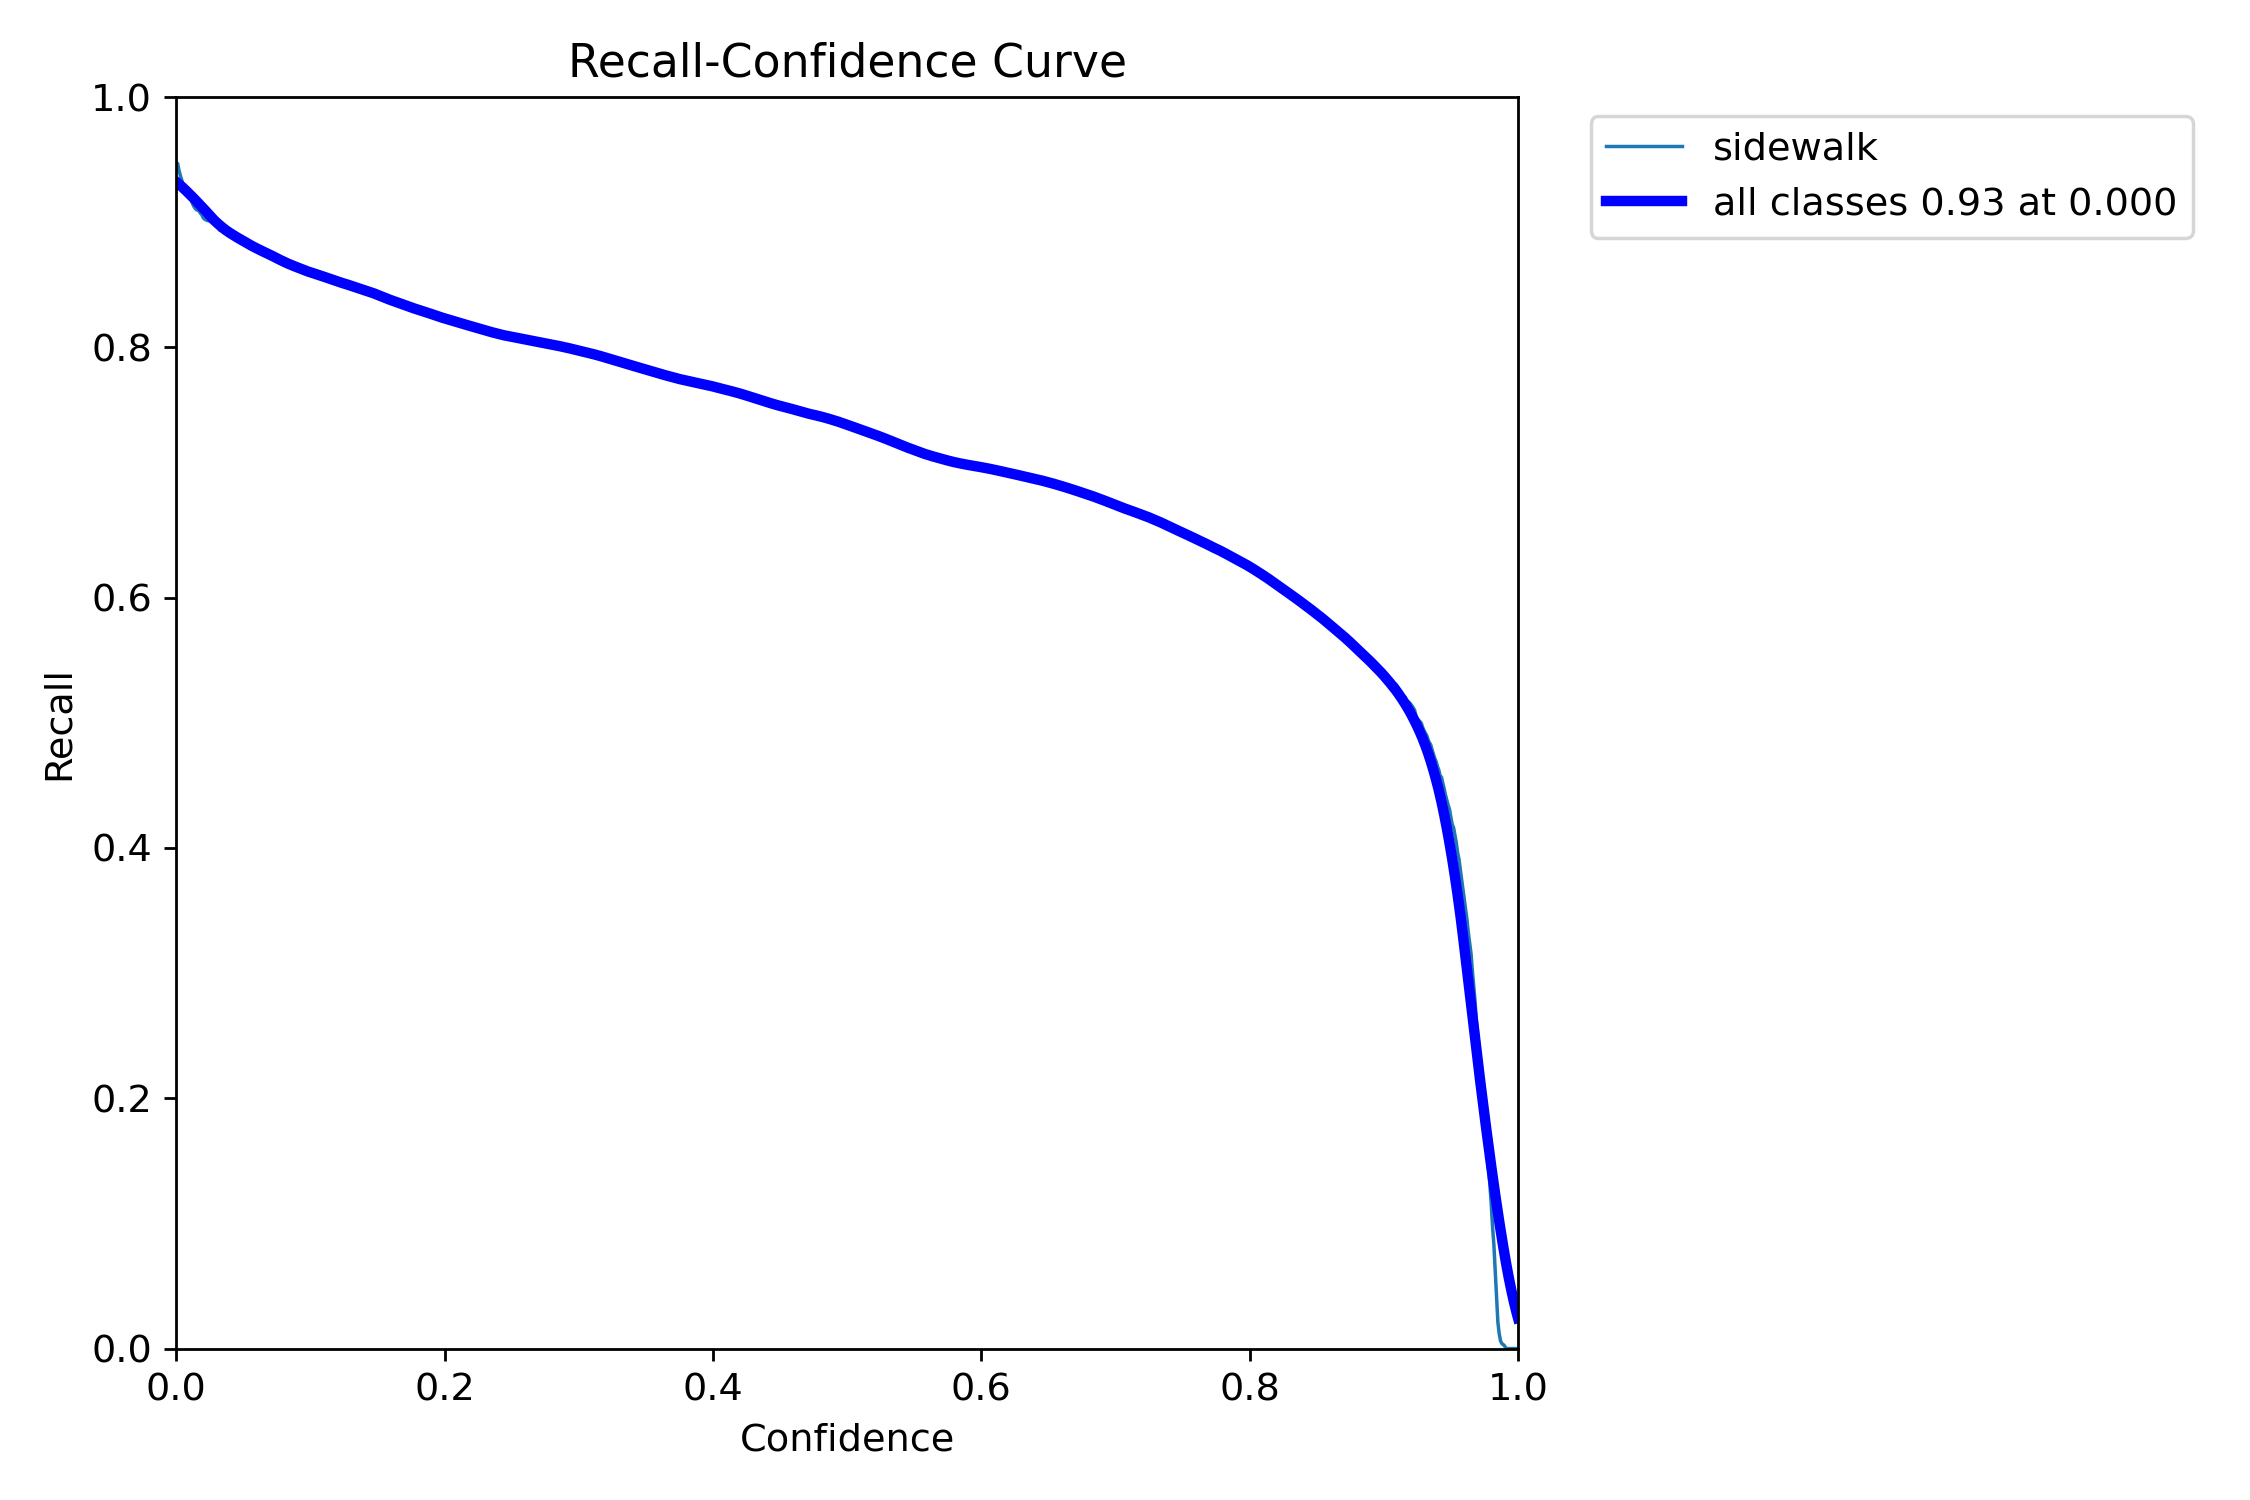 Recall-Confidence Curve
1.0
0.8
0.6
0.4
0.2
0.0
Recall
0.0 0.2 0.4 0.6 0.8 1.0
Confidence
sidewalk
all classes 0.93 at 0.000